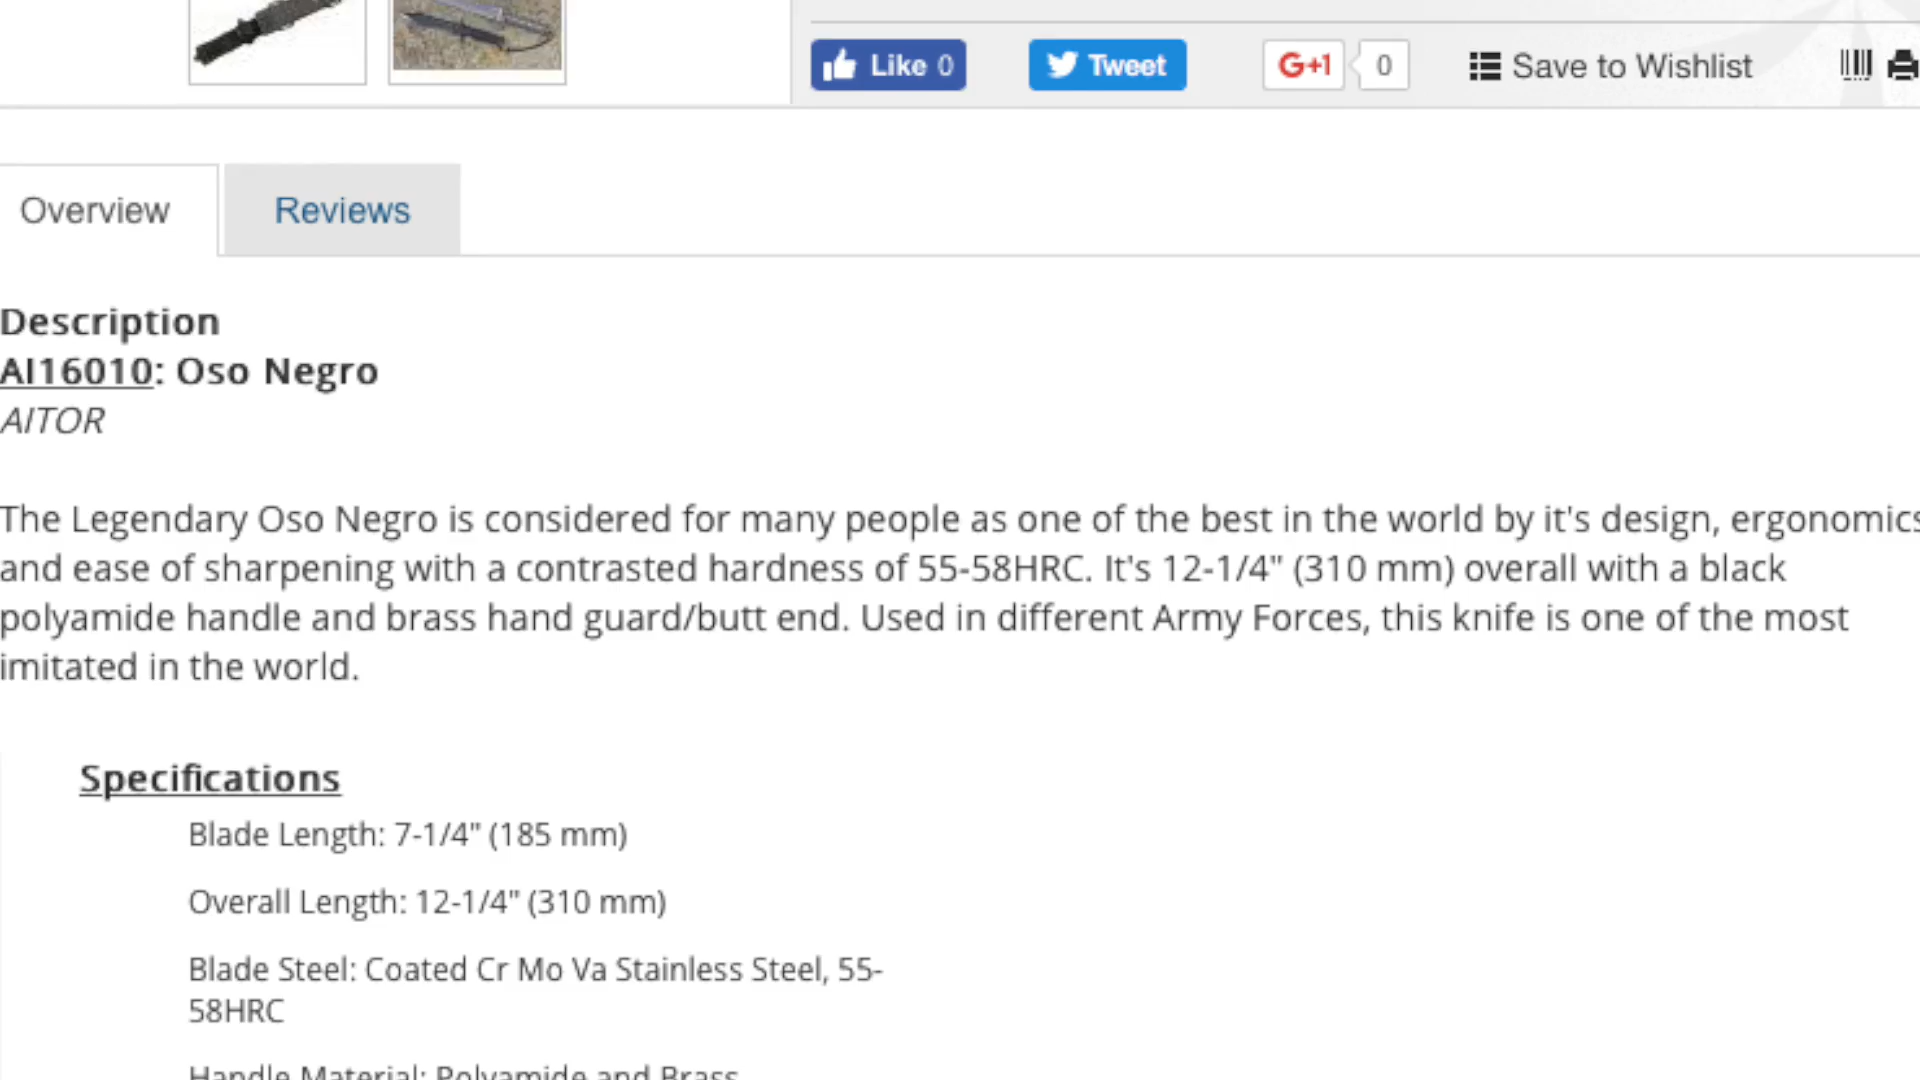 Like 0
Tweet
G+1
0
Save to Wishlist
Overview
Reviews
Description
AI16010: Oso Negro
AITOR
The Legendary Oso Negro is considered for many people as one of the best in the world by it's design, ergonomics
and ease of sharpening with a contrasted hardness of 55-58HRC. It's 12-1/4" (310 mm) overall with a black
polyamide handle and brass hand guard/butt end. Used in different Army Forces, this knife is one of the most
imitated in the world.
Specifications
Blade Length: 7-1/4" (185 mm)
Overall Length: 12-1/4" (310 mm)
Blade Steel: Coated Cr Mo Va Stainless Steel, 55-
58HRC
Handle Material: Polyamide and Brass